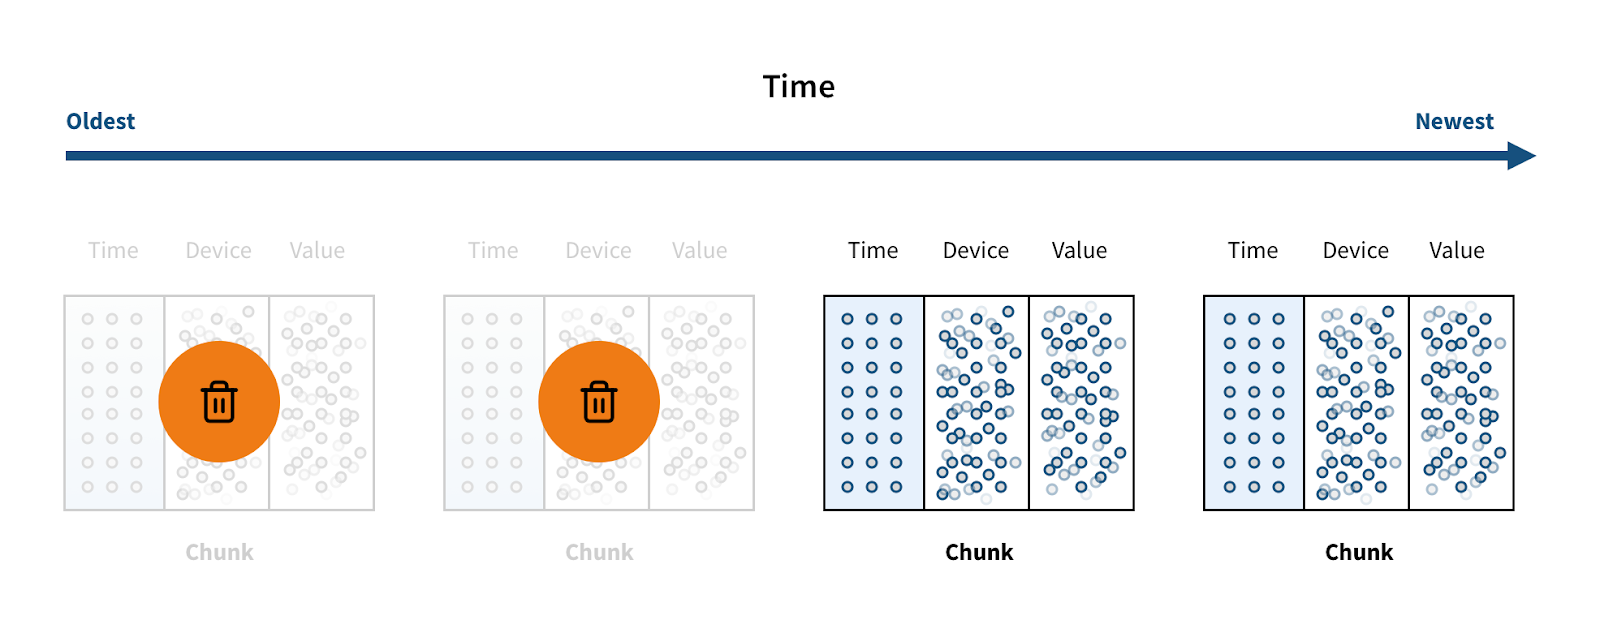 Time
Oldest Newest
Time Device Value Time Device Value Time Device Value Time Device Value
Chunk Chunk Chunk Chunk